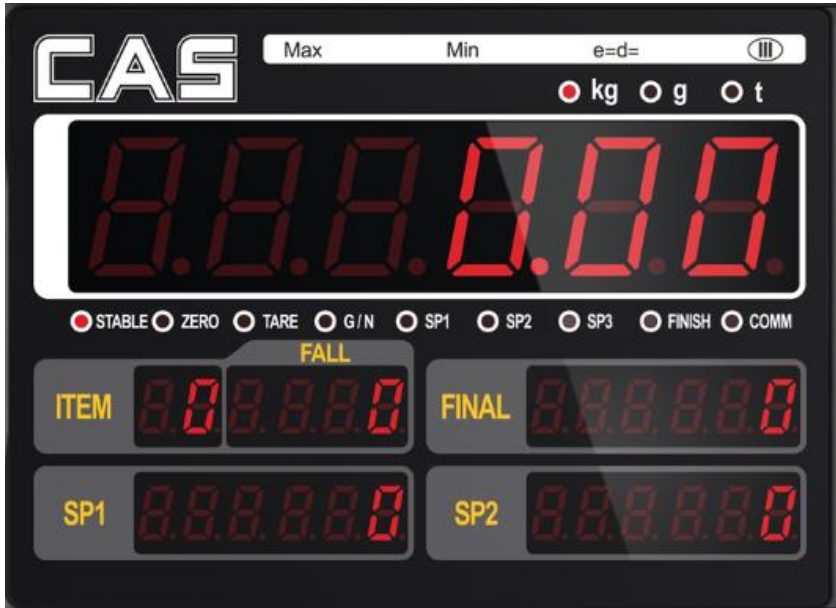 CAS
Max Min e=d= III
kg g t
0.00
STABLE ZERO TARE G/N SP1 SP2 SP3 FINISH COMM
FALL
ITEM 0 0 FINAL 0
SP1 0 SP2 0